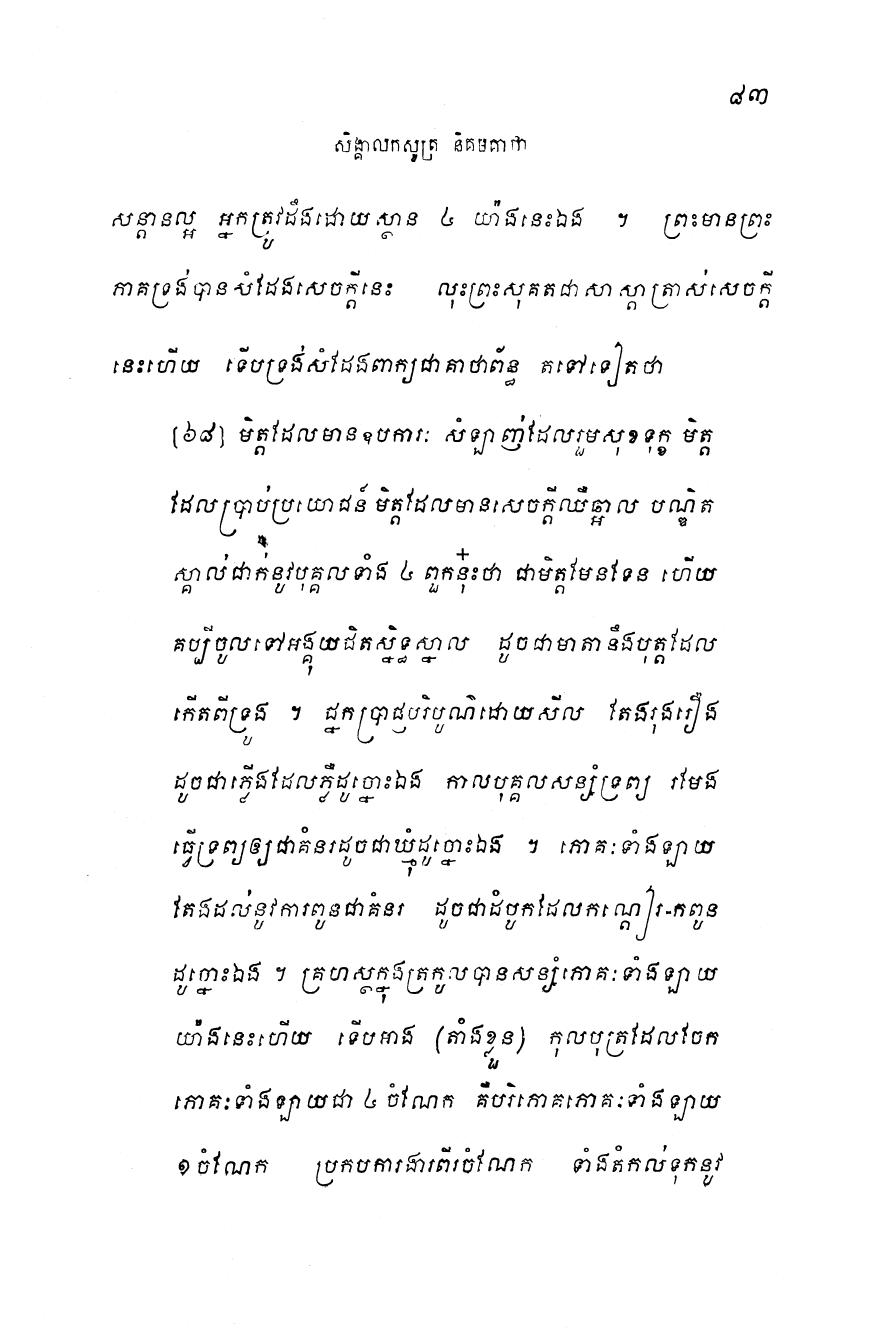 ៨៣
សិង្គាលកសូត្រ និគមគាថា
សន្តានល្អ អ្នកត្រូវដឹងដោយស្ថាន ៤ យ៉ាងនេះឯង ។ ព្រះមានព្រះ
ភាគទ្រង់បានសំដែងសេចក្តីនេះ លុះព្រះសុគតជាសាស្តាត្រាស់សេចក្តី
នេះហើយ ទើបទ្រង់សំដែងពាក្យជាគាថាព័ន្ធ តទៅទៀតថា
(៦៨) មិត្តដែលមានឧបការៈ សំឡាញ់ដែលរួមសុខទុក្ខ មិត្ត
ដែលប្រាប់ប្រយោជន៍ មិត្តដែលមានសេចក្តីឈឺឆ្អាល បណ្ឌិត
ស្គាល់ជាក់នូវបុគ្គលទាំង ៤ ពួកនុ៎ះថា ជាមិត្តមែនទែន ហើយ
គប្បីចូលទៅអង្គុយជិតស្និទ្ធស្នាល ដូចជាមាតានឹងបុត្តដែល
កើតពីទ្រូង ។ អ្នកប្រាជ្ញបរិបូណ៌ដោយសីល តែងរុងរឿង
ដូចជាភ្លើងដែលភ្លឺដូច្នោះឯង កាលបុគ្គលសន្សំទ្រព្យ រមែង
ធ្វើទ្រព្យឲ្យជាគំនរដូចជាឃ្មុំដូច្នោះឯង ។ ភោគៈទាំងឡាយ
តែងដល់នូវការពូនជាគំនរ ដូចជាដំបូកដែលកណ្តៀរ-កពូន
ដូច្នោះឯង ។ គ្រហស្ថក្នុងត្រកូលបានសន្សំភោគៈទាំងឡាយ
យ៉ាងនេះហើយ ទើបអាង (តាំងខ្លួន) កុលបុត្រដែលចែក
ភោគៈទាំងឡាយជា ៤ ចំណែក គឺបរិភោគភោគៈទាំងឡាយ
១ ចំណែក ប្រកបការងារពីរចំណែក ទាំងតំកល់ទុកនូវ